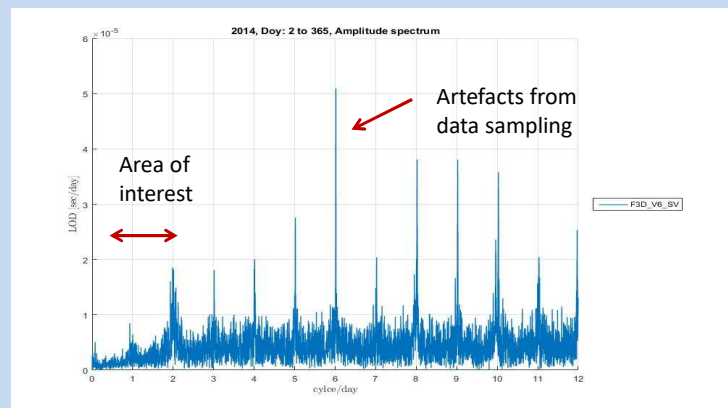 2014, Doy: 2 to 365, Amplitude spectrum
×10⁻⁵
6
5
4
3
2
1
0
LOD [sec/day]
Area of
interest
Artefacts from
data sampling
F3D_V6_SV
0 1 2 3 4 5 6 7 8 9 10 11 12
cylce/day